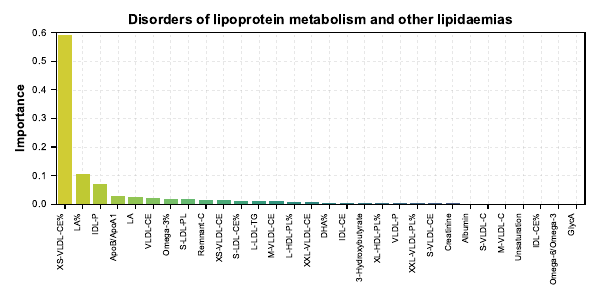 Disorders of lipoprotein metabolism and other lipidaemias
Importance
0.6
0.5
0.4
0.3
0.2
0.1
0.0
XS-VLDL-CE%
LA%
IDL-P
ApoB/ApoA1
LA
VLDL-CE
Omega-3%
S-LDL-PL
Remnant-C
XS-VLDL-CE
S-LDL-CE%
L-LDL-TG
M-VLDL-CE
L-HDL-PL%
XXL-VLDL-CE
DHA%
IDL-CE
3-Hydroxybutyrate
XL-HDL-PL%
VLDL-P
XXL-VLDL-PL%
S-VLDL-CE
Creatinine
Albumin
S-VLDL-C
M-VLDL-C
Unsaturation
IDL-CE%
Omega-6/Omega-3
GlycA